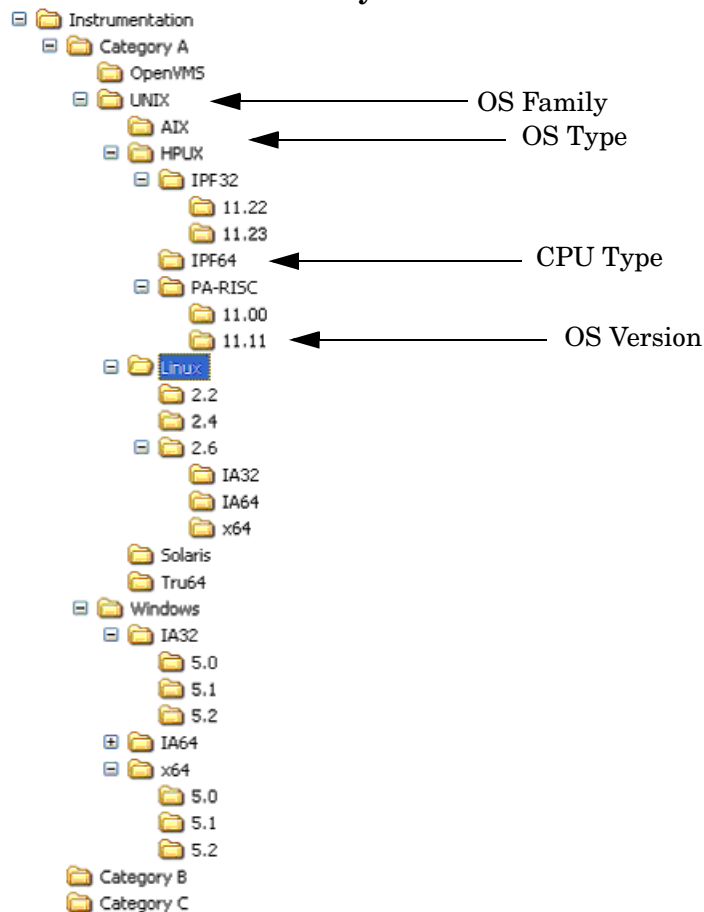 Instrumentation
Category A
OpenVMS
UNIX OS Family
AIX OS Type
HPUX
IPF32
11.22
11.23
IPF64 CPU Type
PA-RISC
11.00
11.11 OS Version
Linux
2.2
2.4
2.6
IA32
IA64
x64
Solaris
Tru64
Windows
IA32
5.0
5.1
5.2
IA64
x64
5.0
5.1
5.2
Category B
Category C